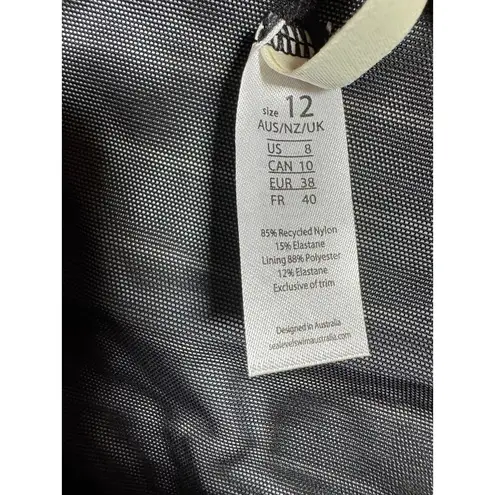 size 12
AUS/NZ/UK
US 8
CAN 10
EUR 38
FR 40
85% Recycled Nylon
15% Elastane
Lining 88% Polyester
12% Elastane
Exclusive of trim
Designed in Australia
sealevelswimaustralia.com